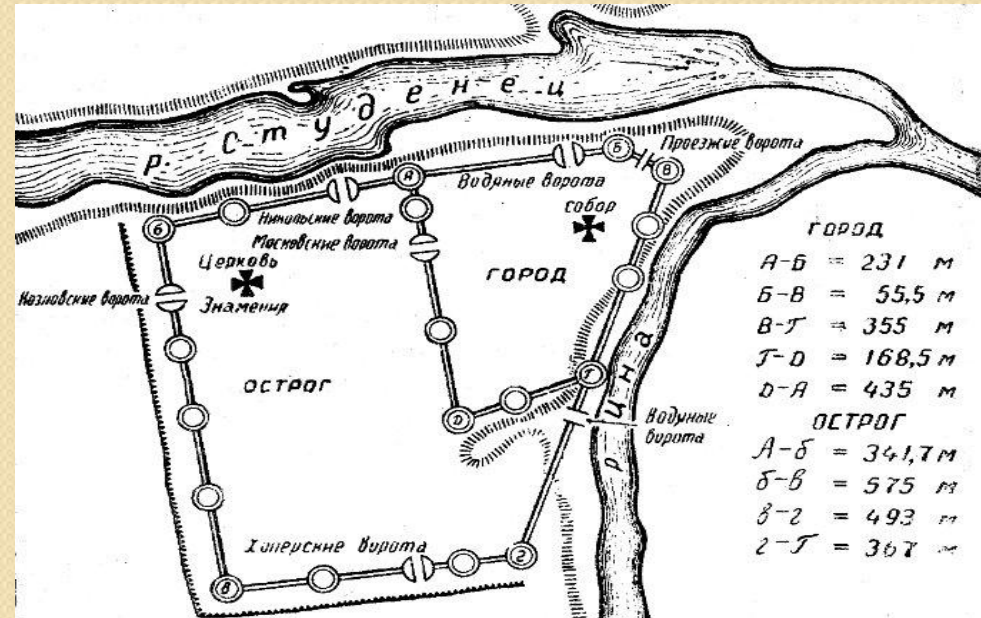 р. Студенец
Проезжие ворота
А
Б
В
Водяные ворота
собор
Никольские ворота
Московские ворота
б
Церковь
Знамения
Козловские ворота
ГОРОД
ОСТРОГ
Г
D
Водяные
ворота
р Цна
Хоперские ворота
в
г
ГОРОД
А-Б = 231 м
Б-В = 55,5 м
В-Г = 355 м
Г-D = 168,5 м
D-А = 435 м
ОСТРОГ
А-б = 341,7 м
б-в = 575 м
в-г = 493 м
г-Г = 367 м